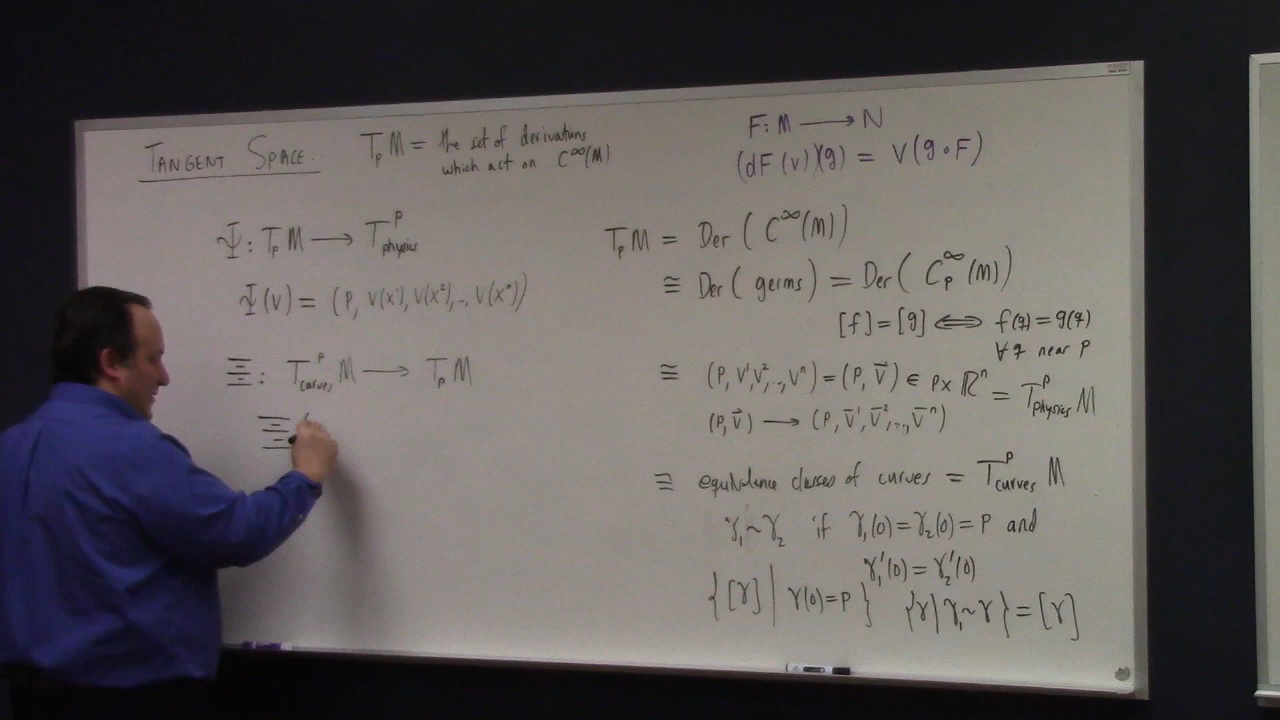 TANGENT SPACE: T_p M = the set of derivations
which act on C^∞(M)
Ψ: T_p M ⟶ T^p_physics
Ψ(v) = (p, v(x¹), v(x²), .., v(xⁿ))
Ξ: T^p_curves M ⟶ T_p M
Ξ
F: M ⟶ N
(dF(v))(g) = V(g∘F)
T_p M = Der( C^∞(M) )
≅ Der( germs ) = Der( C^∞_p(M) )
[f] = [g] ⟺ f(q) = g(q)
∀ q near p
≅ (p, v¹, v², .., vⁿ) = (p, v⃗) ∈ p × ℝⁿ = T^p_physics M
(p, v⃗) ⟶ (p, v̄¹, v̄², .., v̄ⁿ)
≅ equivalence classes of curves = T^p_curves M
γ₁ ~ γ₂ if γ₁(0) = γ₂(0) = p and
γ₁'(0) = γ₂'(0)
{ [γ] | γ(0) = p } {γ | γ₁ ~ γ } = [γ]